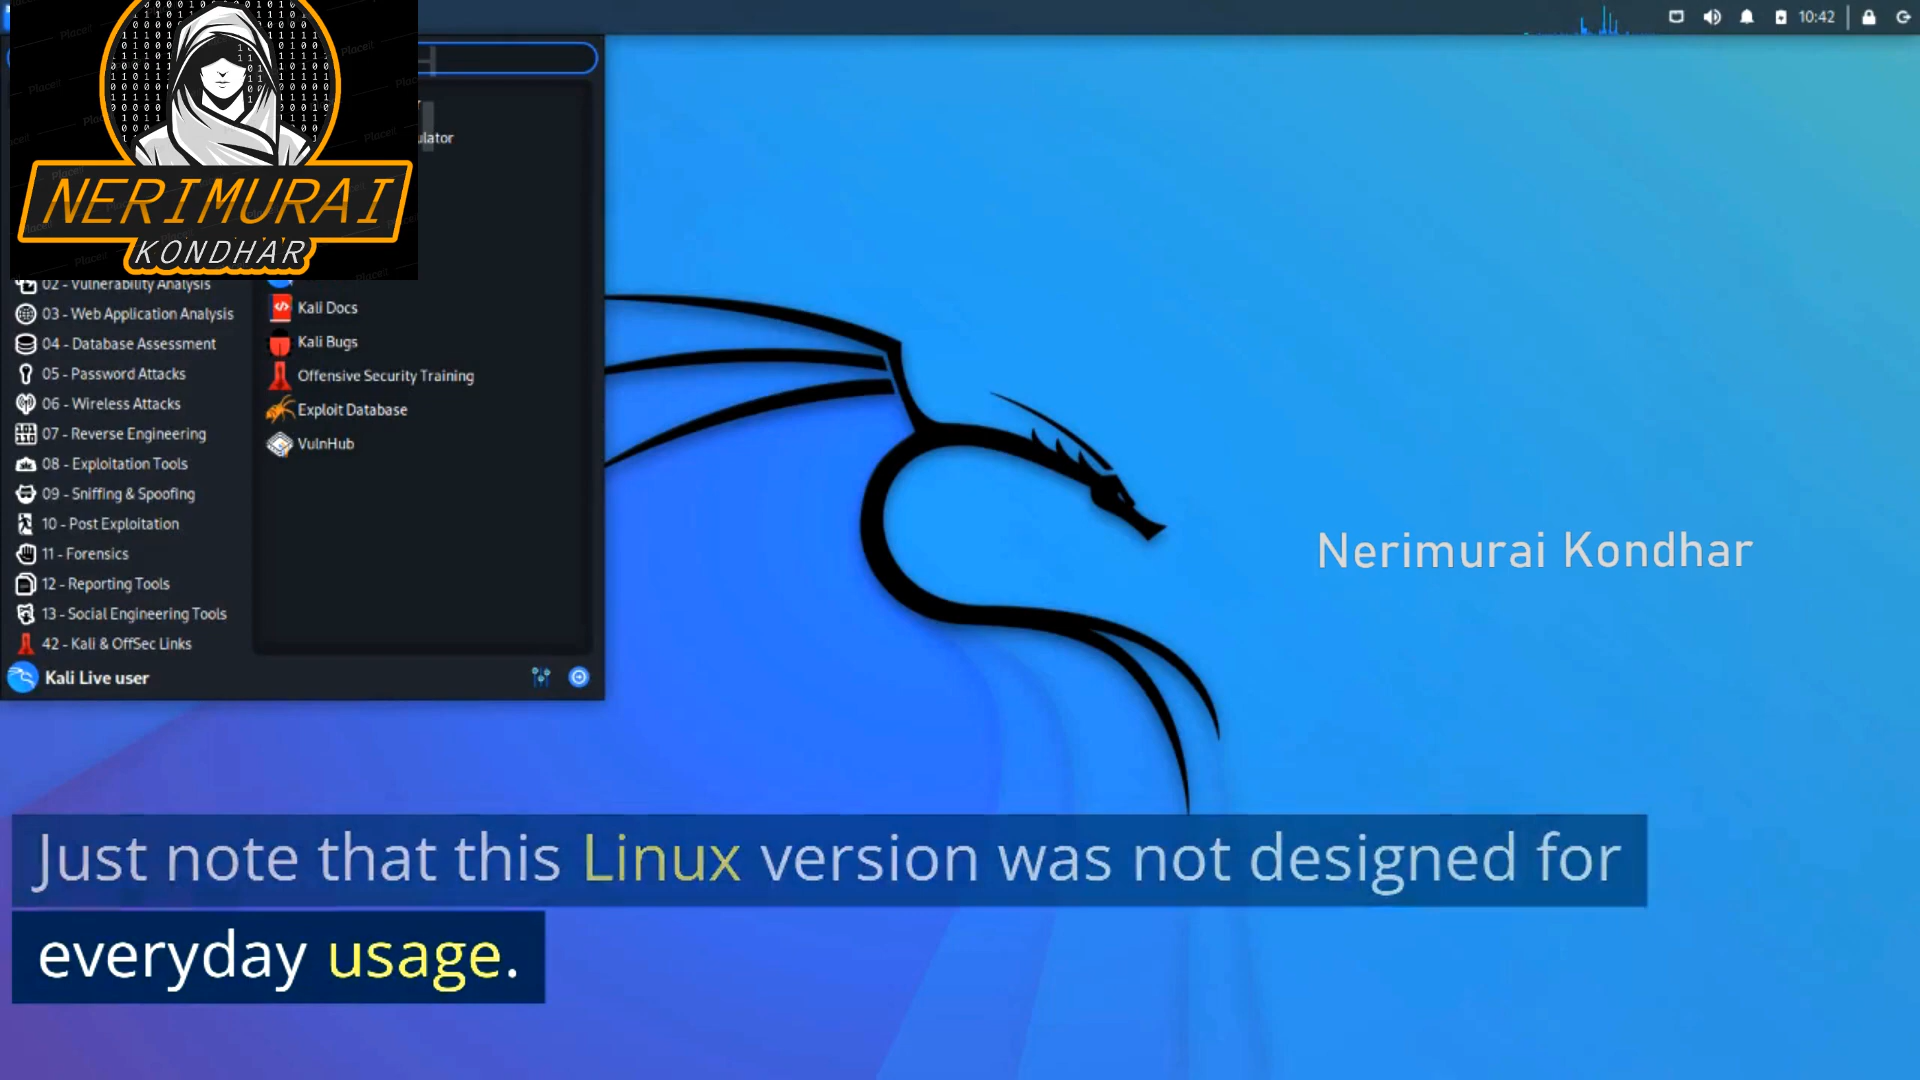 10:42
ulator
NERIMURAI
KONDHAR
02 - Vulnerability Analysis
03 - Web Application Analysis
04 - Database Assessment
05 - Password Attacks
06 - Wireless Attacks
07 - Reverse Engineering
08 - Exploitation Tools
09 - Sniffing & Spoofing
10 - Post Exploitation
11 - Forensics
12 - Reporting Tools
13 - Social Engineering Tools
42 - Kali & OffSec Links
Kali Docs
Kali Bugs
Offensive Security Training
Exploit Database
VulnHub
Kali Live user
Nerimurai Kondhar
Just note that this Linux version was not designed for
everyday usage.